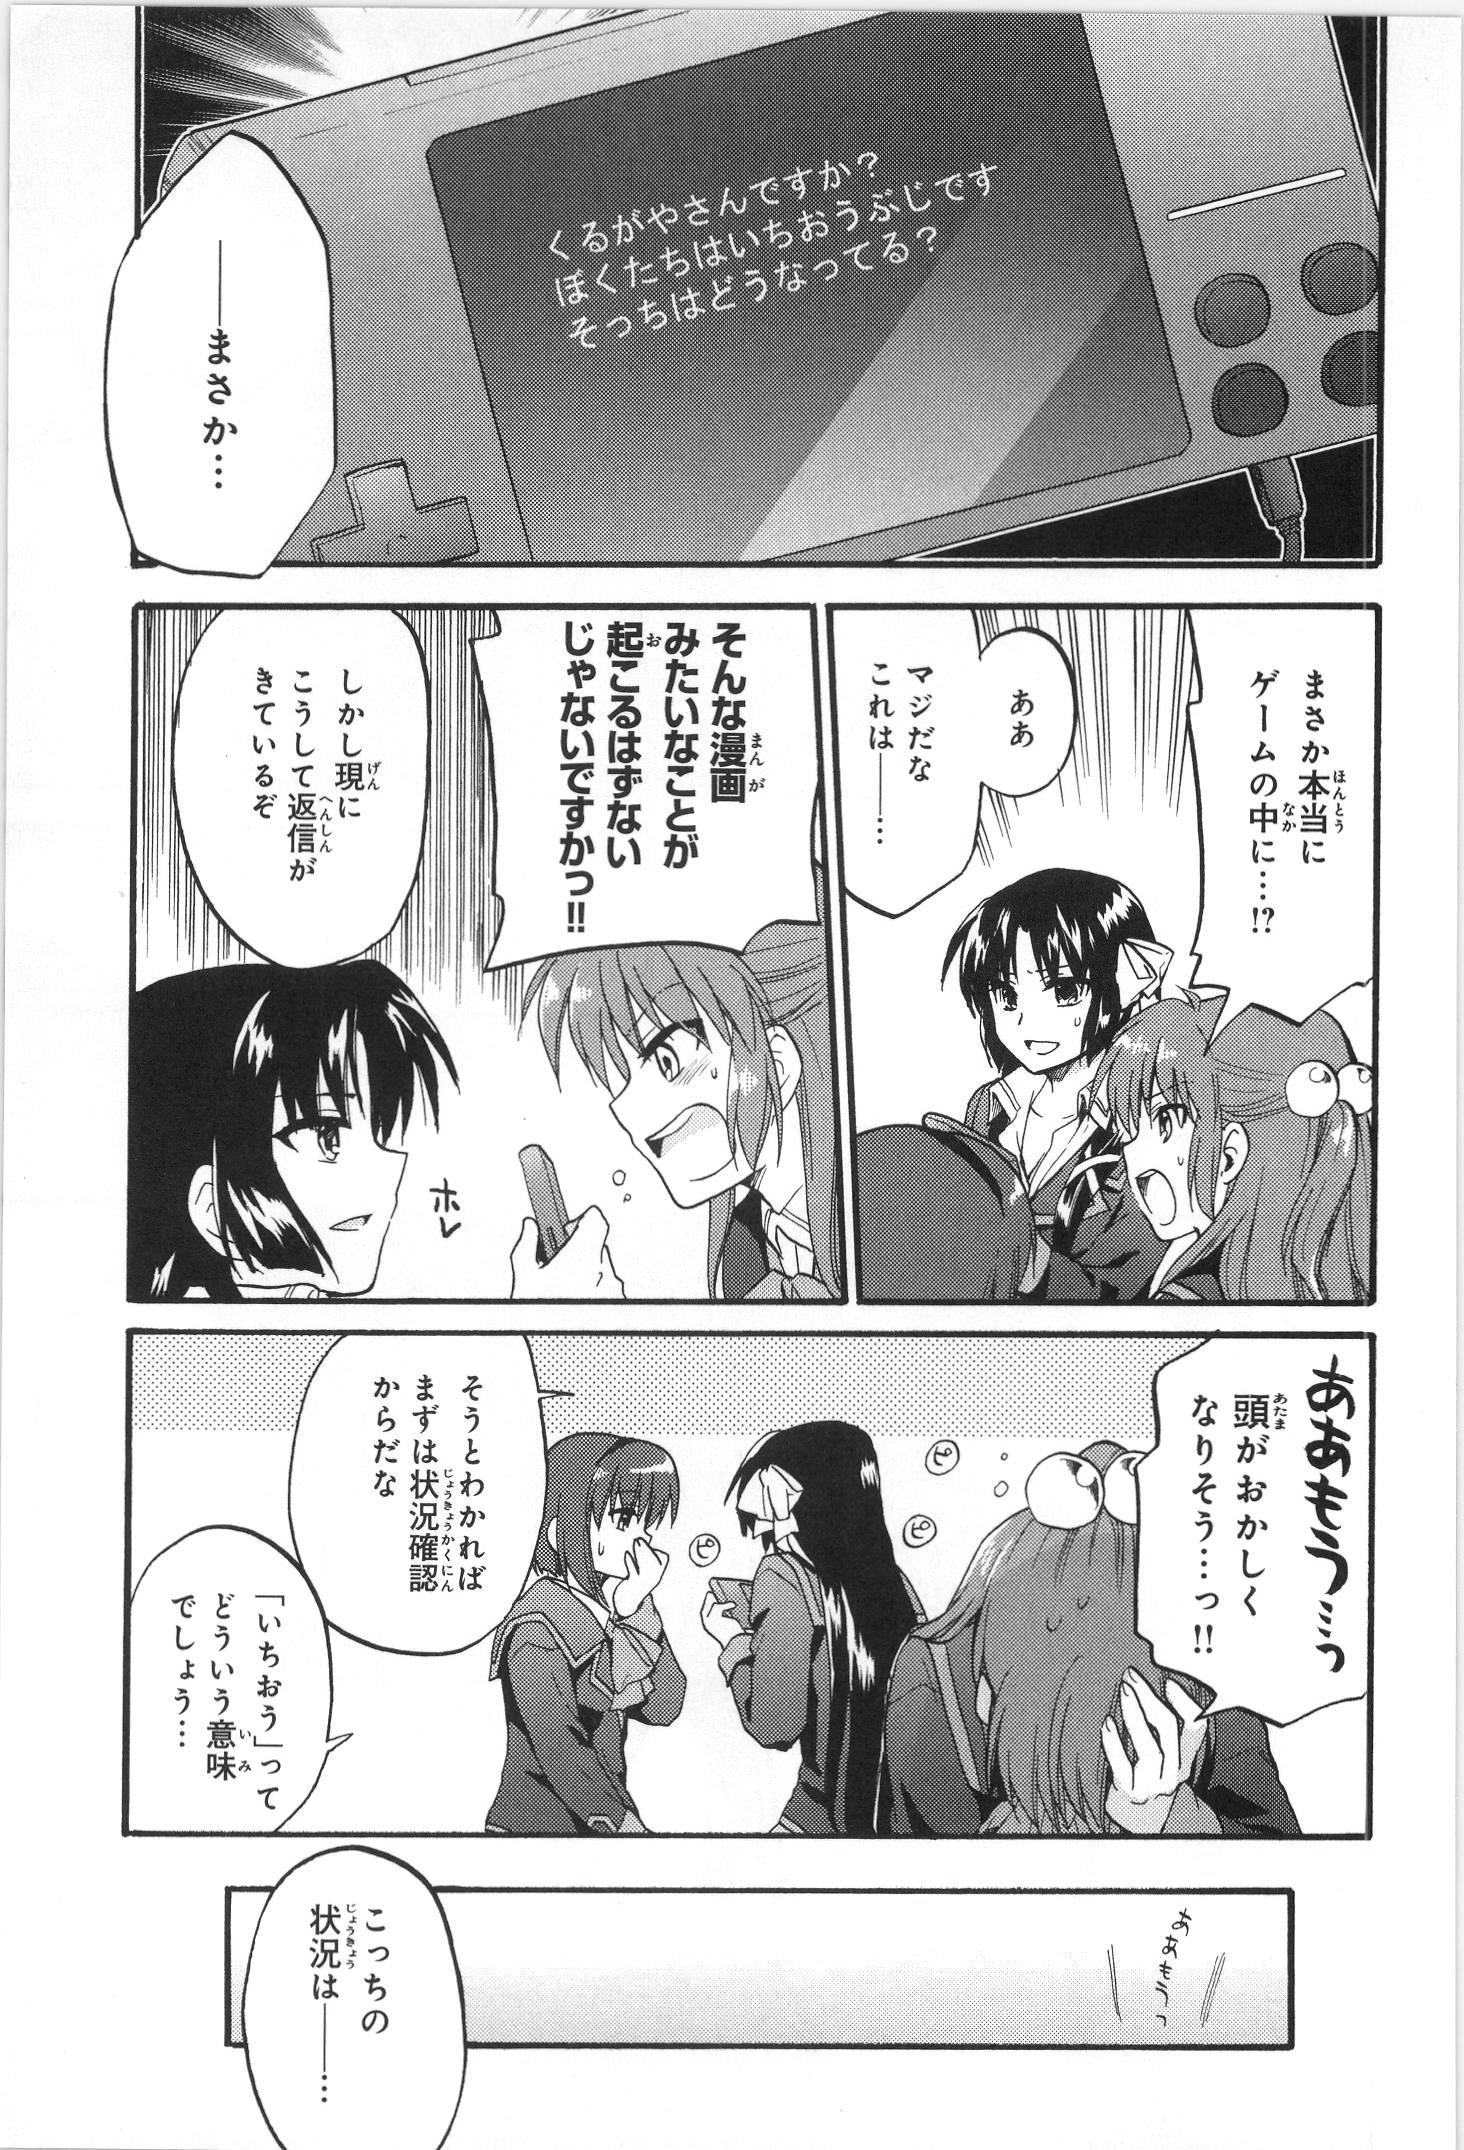 くるがやさんですか？
ぼくたちはいちおうぶじです
そっちはどうなってる？
――まさか…
まさか本当に
ゲームの中に…!?
ああ
マジだな
これは――…
そんな漫画
みたいなことが
起こるはずない
じゃないですかっ!!
しかし現に
こうして返信が
きているぞ
ホレ
ああもう…っ
頭がおかしく
なりそう…っ!!
ピ
ピ
ピ
そうとわかれば
まずは状況確認
からだな
「いちおう」って
どういう意味
でしょう…
ああもうっ
こっちの
状況は――…